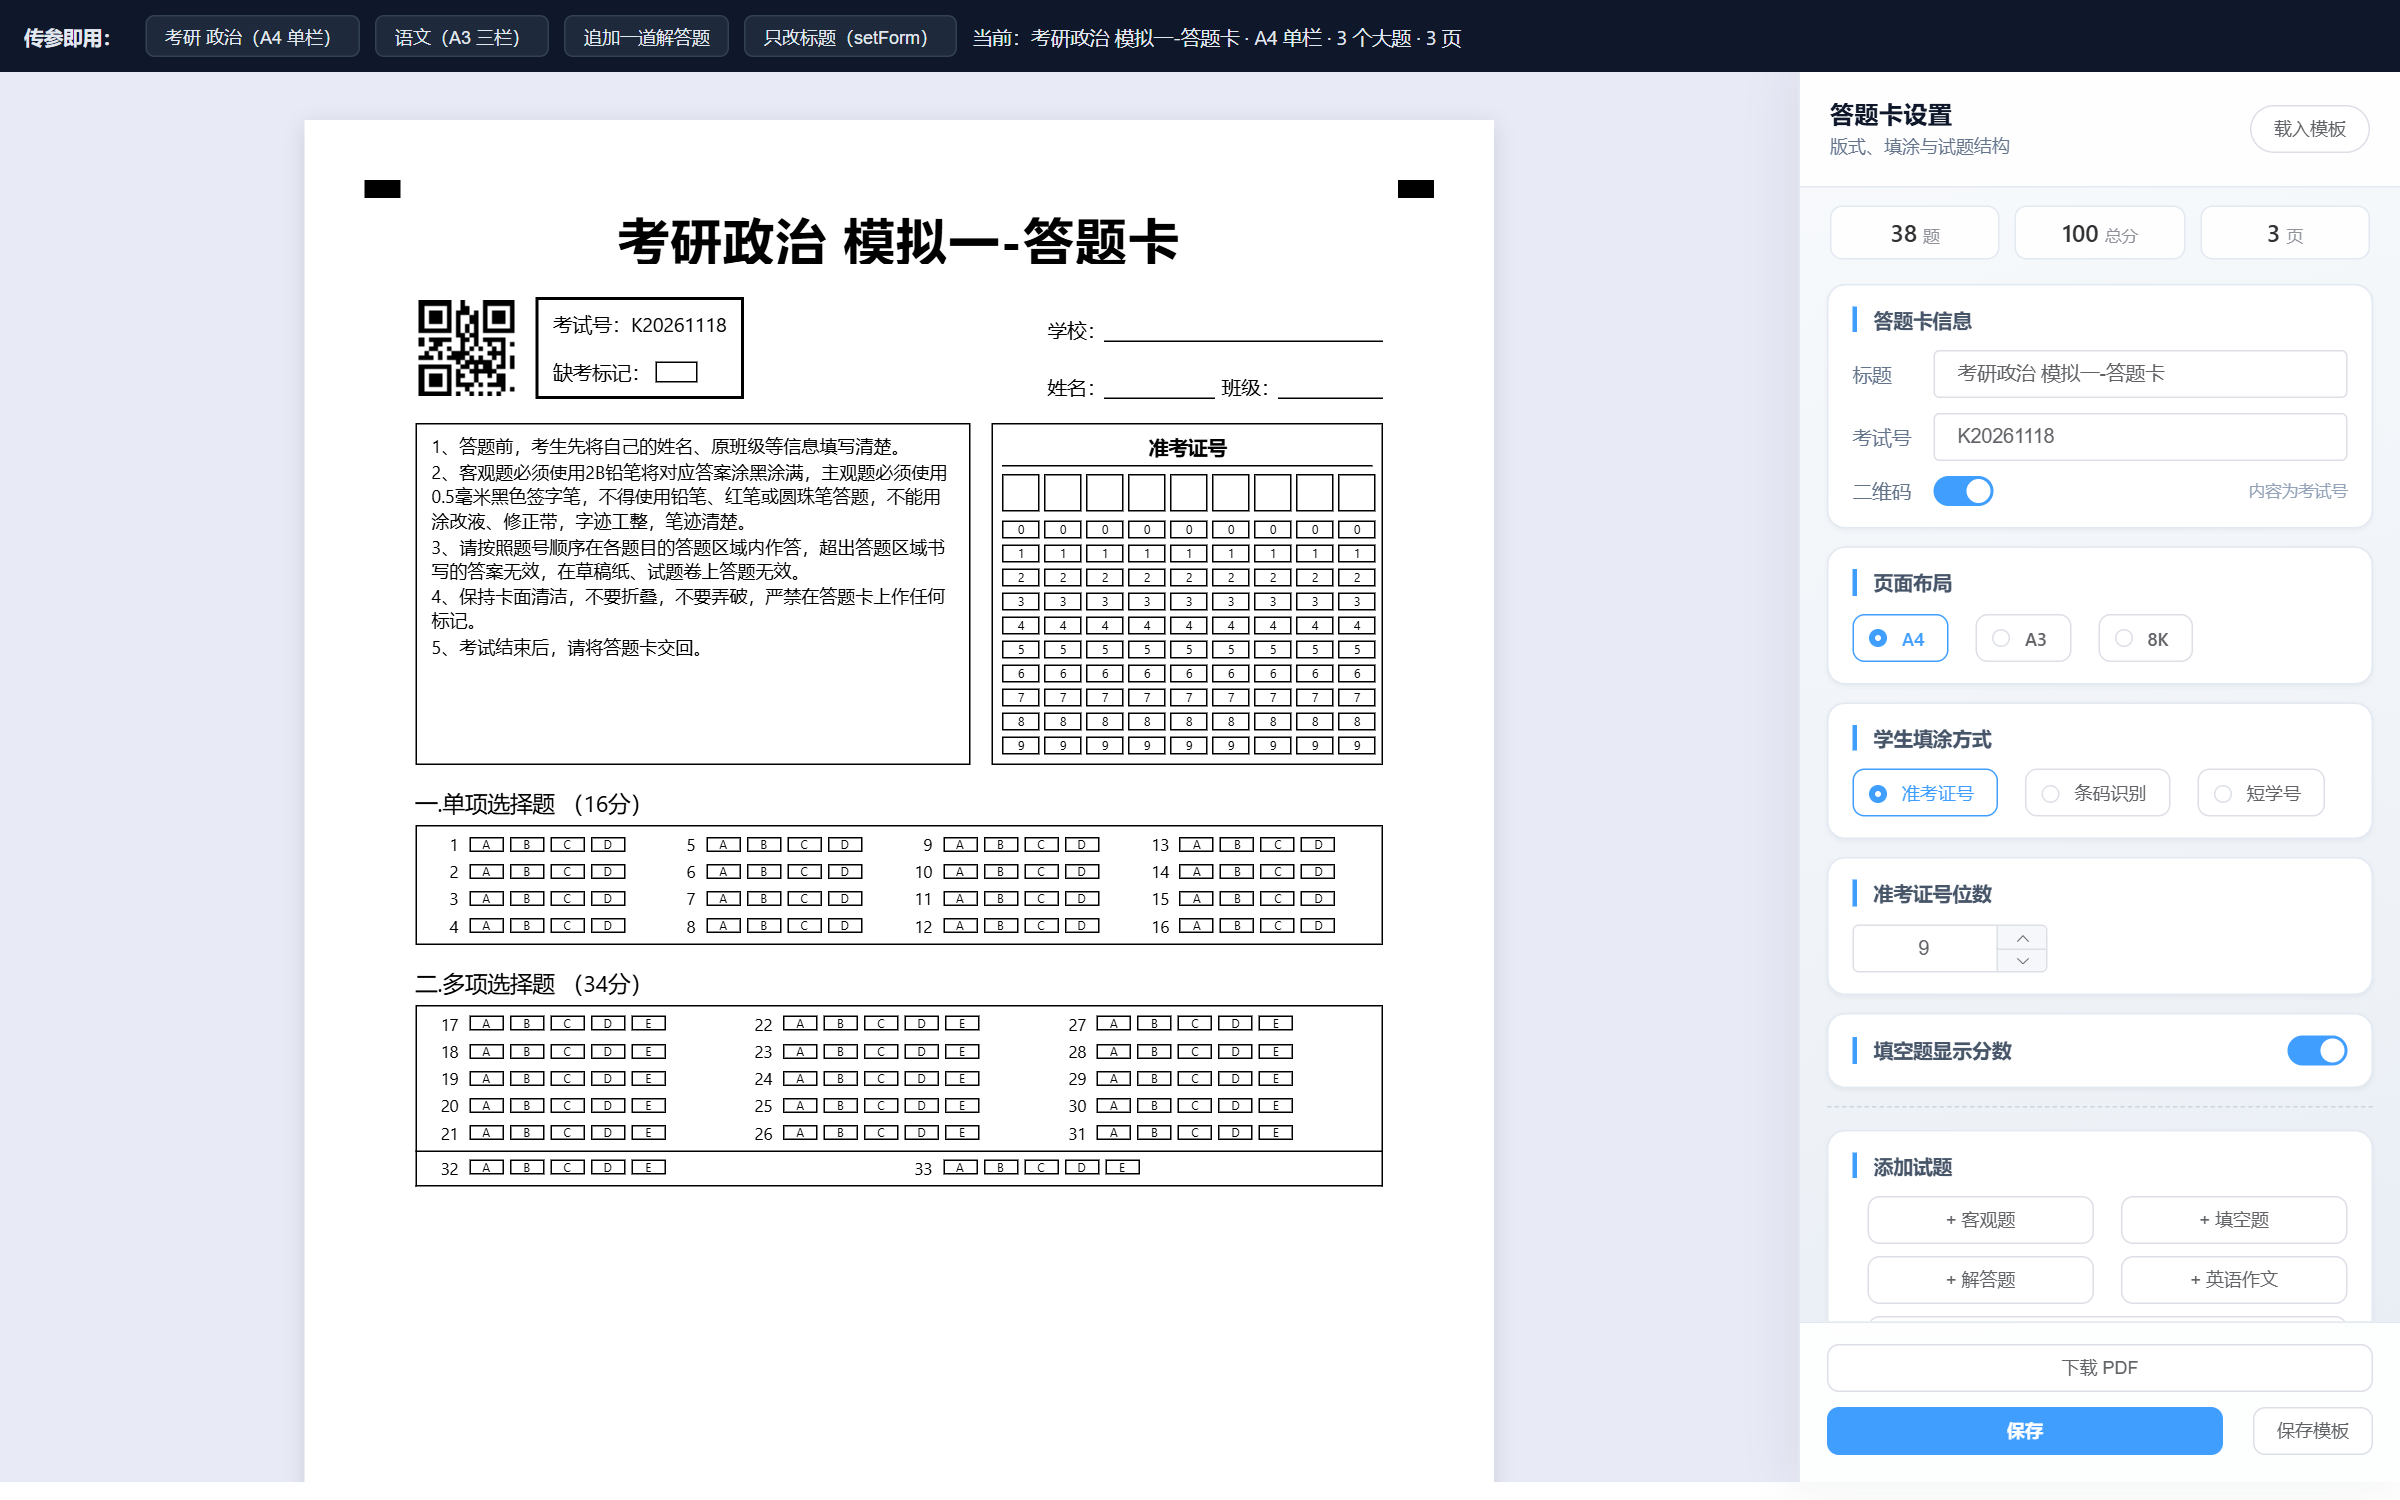 传参即用：
考研 政治（A4 单栏） 语文（A3 三栏） 追加一道解答题 只改标题（setForm） 当前：考研政治 模拟一-答题卡 · A4 单栏 · 3 个大题 · 3 页
考研政治 模拟一-答题卡
考试号：K20261118
缺考标记：
学校：
姓名： 班级：
1、答题前，考生先将自己的姓名、原班级等信息填写清楚。
2、客观题必须使用2B铅笔将对应答案涂黑涂满，主观题必须使用
0.5毫米黑色签字笔，不得使用铅笔、红笔或圆珠笔答题，不能用
涂改液、修正带，字迹工整，笔迹清楚。
3、请按照题号顺序在各题目的答题区域内作答，超出答题区域书
写的答案无效，在草稿纸、试题卷上答题无效。
4、保持卡面清洁，不要折叠，不要弄破，严禁在答题卡上作任何
标记。
5、考试结束后，请将答题卡交回。
准考证号
0 0 0 0 0 0 0 0 0
1 1 1 1 1 1 1 1 1
2 2 2 2 2 2 2 2 2
3 3 3 3 3 3 3 3 3
4 4 4 4 4 4 4 4 4
5 5 5 5 5 5 5 5 5
6 6 6 6 6 6 6 6 6
7 7 7 7 7 7 7 7 7
8 8 8 8 8 8 8 8 8
9 9 9 9 9 9 9 9 9
一.单项选择题 （16分）
1 A B C D 5 A B C D 9 A B C D 13 A B C D
2 A B C D 6 A B C D 10 A B C D 14 A B C D
3 A B C D 7 A B C D 11 A B C D 15 A B C D
4 A B C D 8 A B C D 12 A B C D 16 A B C D
二.多项选择题 （34分）
17 A B C D E 22 A B C D E 27 A B C D E
18 A B C D E 23 A B C D E 28 A B C D E
19 A B C D E 24 A B C D E 29 A B C D E
20 A B C D E 25 A B C D E 30 A B C D E
21 A B C D E 26 A B C D E 31 A B C D E
32 A B C D E 33 A B C D E
答题卡设置
版式、填涂与试题结构
载入模板
38 题 100 总分 3 页
答题卡信息
标题 考研政治 模拟一-答题卡
考试号 K20261118
二维码 内容为考试号
页面布局
A4 A3 8K
学生填涂方式
准考证号 条码识别 短学号
准考证号位数
9
填空题显示分数
添加试题
+ 客观题 + 填空题
+ 解答题 + 英语作文
下载 PDF
保存 保存模板